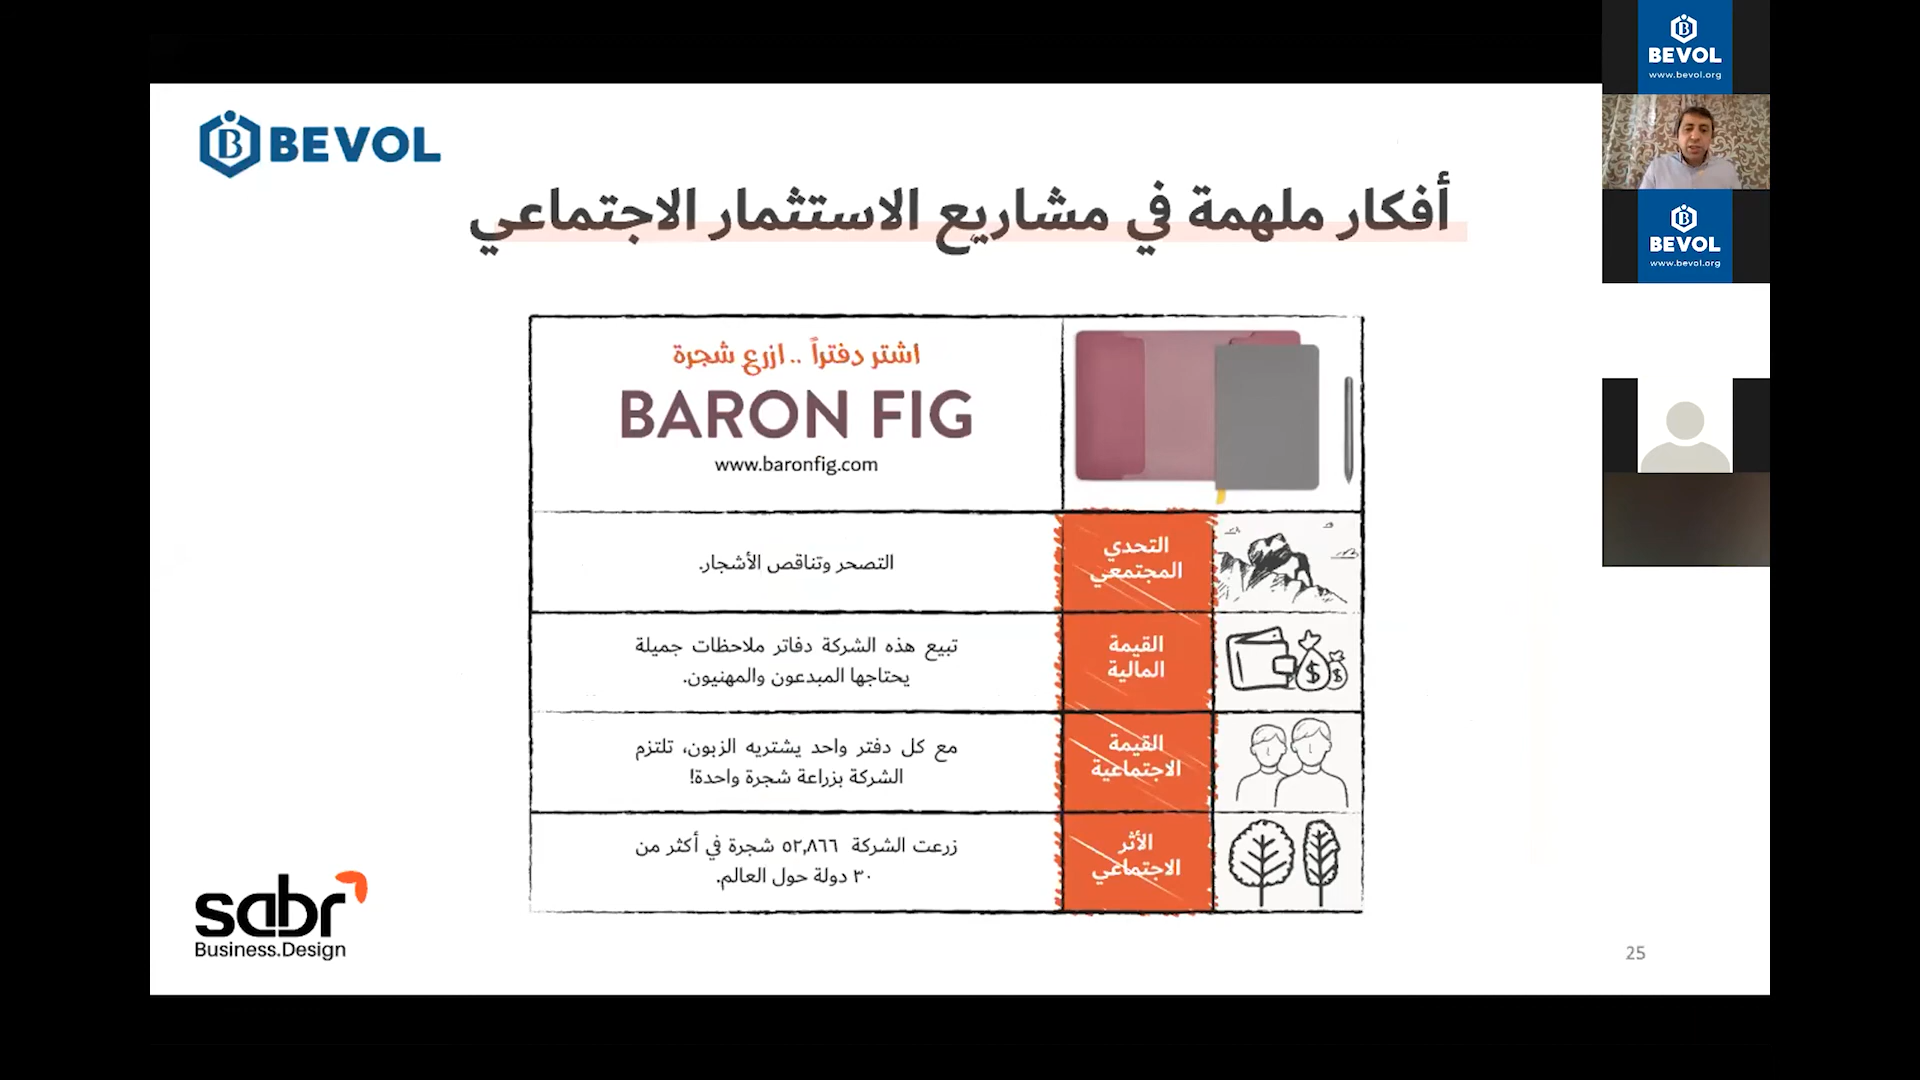 BEVOL
أفكار ملهمة في مشاريع الاستثمار الاجتماعي
اشتر دفتراً .. ازرع شجرة
BARON FIG
www.baronfig.com
التحدي
المجتمعي
التصحر وتناقص الأشجار.
القيمة
المالية
تبيع هذه الشركة دفاتر ملاحظات جميلة
يحتاجها المبدعون والمهنيون.
القيمة
الاجتماعية
مع كل دفتر واحد يشتريه الزبون، تلتزم
الشركة بزراعة شجرة واحدة!
الأثر
الاجتماعي
زرعت الشركة ٥٢,٨٦٦ شجرة في أكثر من
٣٠ دولة حول العالم.
sabr
Business.Design
25
BEVOL
www.bevol.org
BEVOL
www.bevol.org